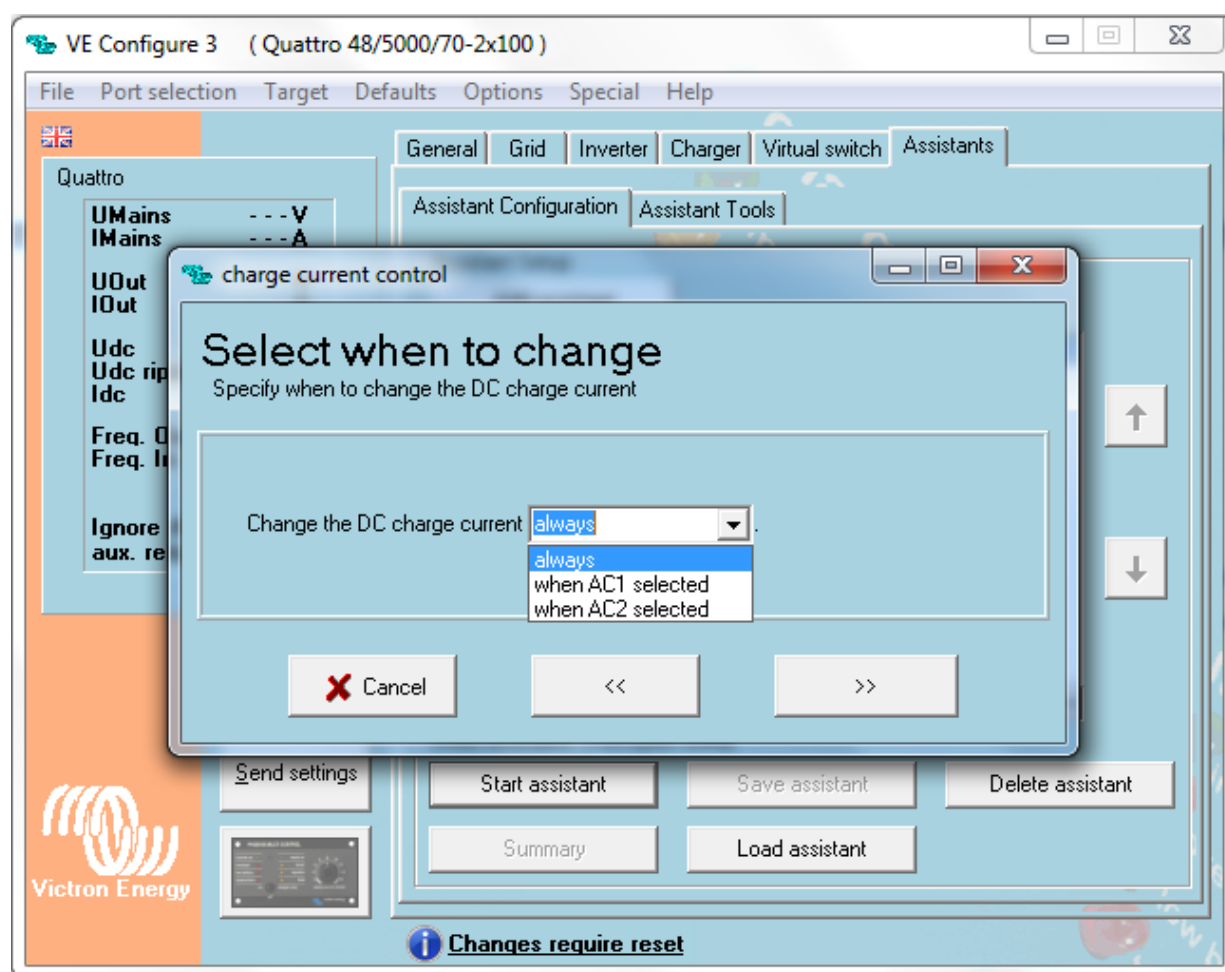 VE Configure 3 ( Quattro 48/5000/70-2x100 )
File Port selection Target Defaults Options Special Help
General Grid Inverter Charger Virtual switch Assistants
Quattro
Assistant Configuration Assistant Tools
UMains - - - V
IMains - - - A
UOut
IOut
Udc
Udc rip
Idc
Freq. O
Freq. I
Ignore
aux. re
charge current control
Select when to change
Specify when to change the DC charge current
Change the DC charge current always .
always
when AC1 selected
when AC2 selected
Cancel << >>
Send settings
Start assistant Save assistant Delete assistant
Summary Load assistant
Victron Energy
Changes require reset